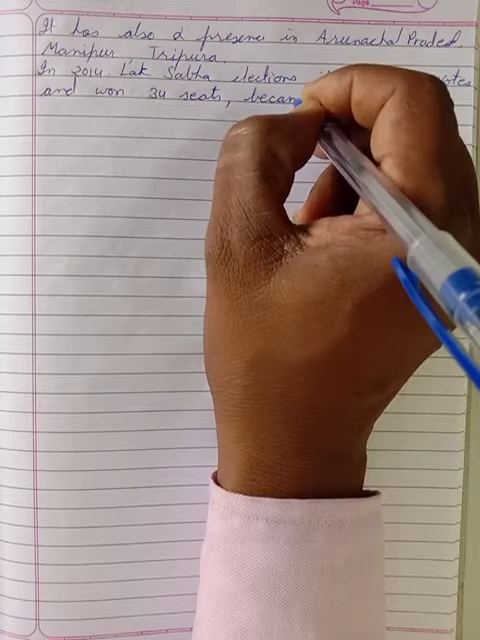 Page
It has also a presence in Arunachal Pradesh,
Manipur, Tripura.
In 2014 Lok Sabha elections
and won 34 seats, becam